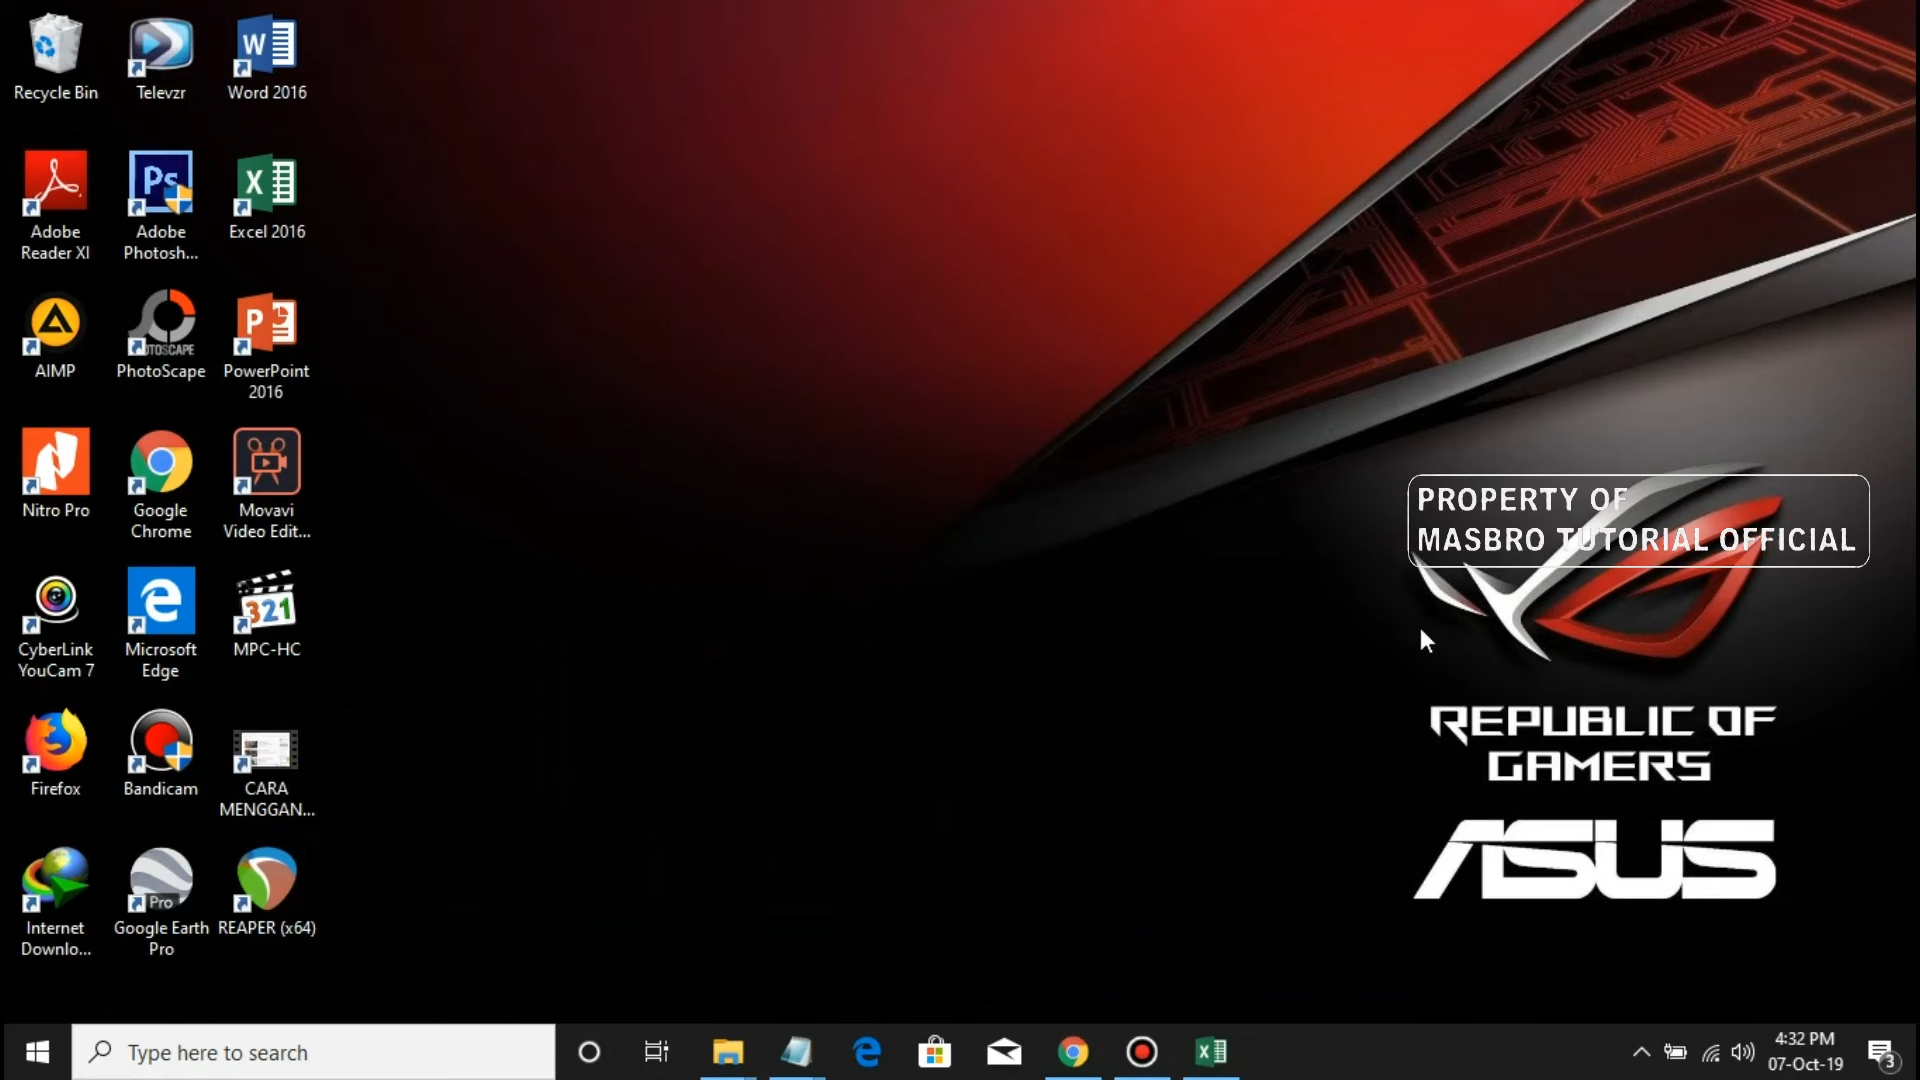 Recycle Bin
Televzr
Word 2016
Adobe
Reader XI
Adobe
Photosh...
Excel 2016
AIMP
PhotoScape
PowerPoint
2016
Nitro Pro
Google
Chrome
Movavi
Video Edit...
CyberLink
YouCam 7
Microsoft
Edge
MPC-HC
Firefox
Bandicam
CARA
MENGGAN...
Internet
Downlo...
Google Earth
Pro
REAPER (x64)
PROPERTY OF
MASBRO TUTORIAL OFFICIAL
REPUBLIC OF
GAMERS
ASUS
Type here to search
4:32 PM
07-Oct-19
3